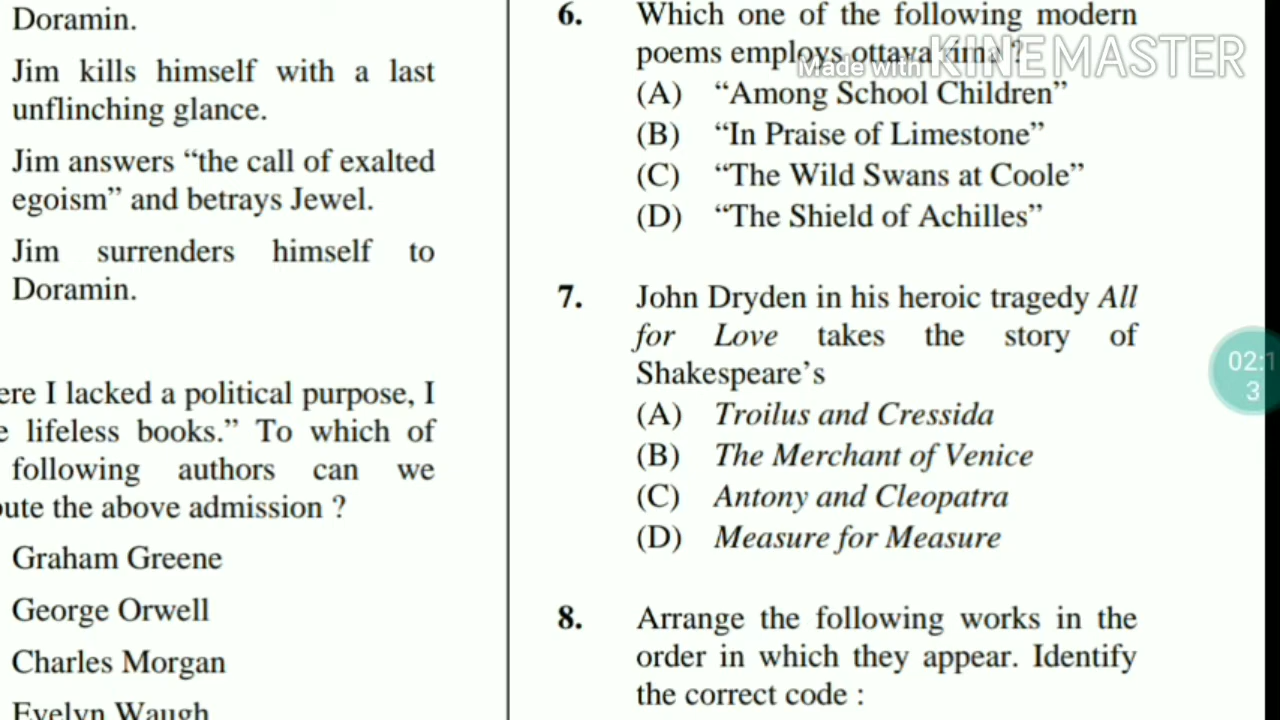 Doramin.
Jim kills himself with a last
unflinching glance.
Jim answers “the call of exalted
egoism” and betrays Jewel.
Jim surrenders himself to
Doramin.
ere I lacked a political purpose, I
e lifeless books.” To which of
following authors can we
oute the above admission ?
Graham Greene
George Orwell
Charles Morgan
Evelyn Waugh
6. Which one of the following modern
poems employs ottava rima ?
(A) “Among School Children”
(B) “In Praise of Limestone”
(C) “The Wild Swans at Coole”
(D) “The Shield of Achilles”
7. John Dryden in his heroic tragedy All
for Love takes the story of
Shakespeare’s
(A) Troilus and Cressida
(B) The Merchant of Venice
(C) Antony and Cleopatra
(D) Measure for Measure
8. Arrange the following works in the
order in which they appear. Identify
the correct code :
Made with KINEMASTER
02:1
3